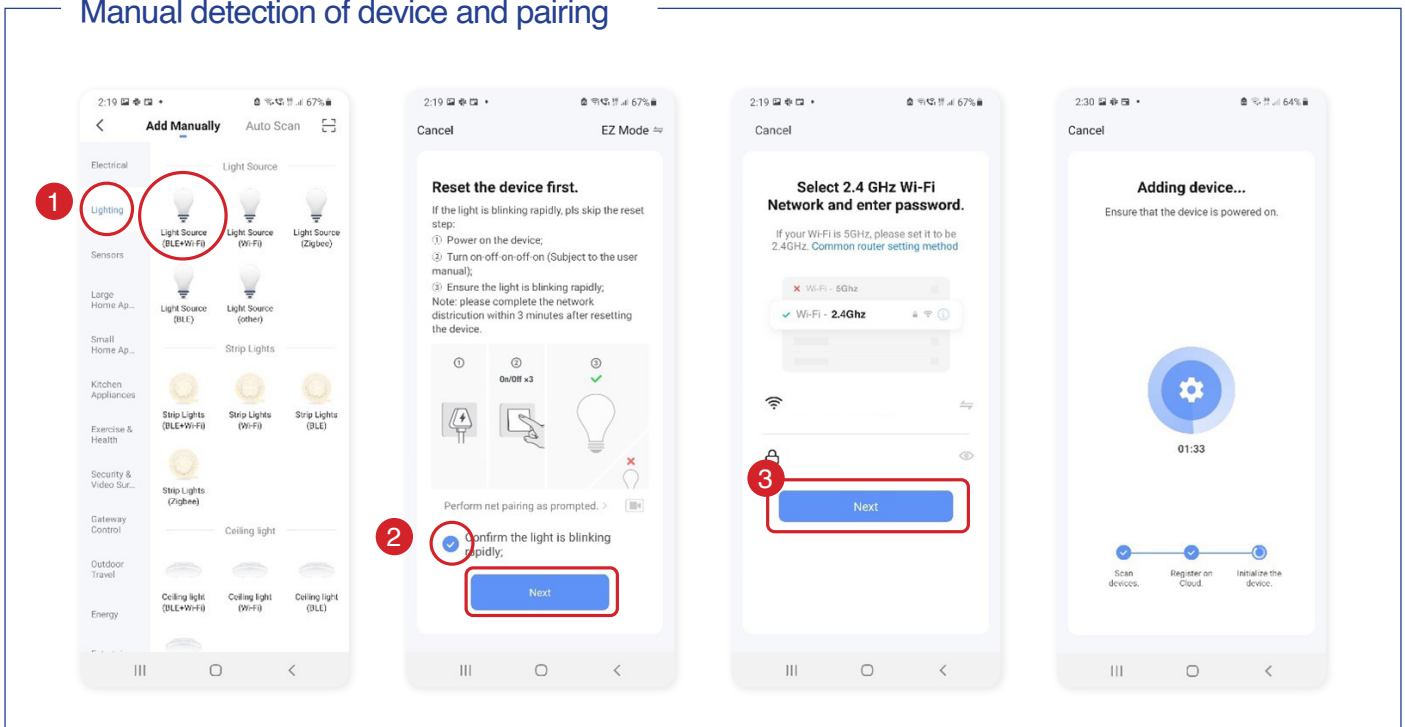 Manual detection of device and pairing
2:19
67%
Add Manually
Auto Scan
Electrical
Lighting
Sensors
Large
Home Ap...
Small
Home Ap...
Kitchen
Appliances
Exercise &
Health
Security &
Video Sur...
Gateway
Control
Outdoor
Travel
Energy
1
Light Source
Light Source
(BLE+Wi-Fi)
Light Source
(Wi-Fi)
Light Source
(Zigbee)
Light Source
(BLE)
Light Source
(other)
Strip Lights
Strip Lights
(BLE+Wi-Fi)
Strip Lights
(Wi-Fi)
Strip Lights
(BLE)
Strip Lights
(Zigbee)
Ceiling light
Ceiling light
(BLE+Wi-Fi)
Ceiling light
(Wi-Fi)
Ceiling light
(BLE)
2:19
67%
Cancel
EZ Mode
Reset the device first.
If the light is blinking rapidly, pls skip the reset
step:
① Power on the device;
② Turn on-off-on-off-on (Subject to the user
manual);
③ Ensure the light is blinking rapidly;
Note: please complete the network
districution within 3 minutes after resetting
the device.
①
②
On/Off ×3
③
Perform net pairing as prompted. >
2
Confirm the light is blinking
rapidly;
Next
2:19
67%
Cancel
Select 2.4 GHz Wi-Fi
Network and enter password.
If your Wi-Fi is 5GHz, please set it to be
2.4GHz. Common router setting method
Wi-Fi - 5Ghz
Wi-Fi - 2.4Ghz
3
Next
2:30
64%
Cancel
Adding device...
Ensure that the device is powered on.
01:33
Scan
devices.
Register on
Cloud.
Initialize the
device.